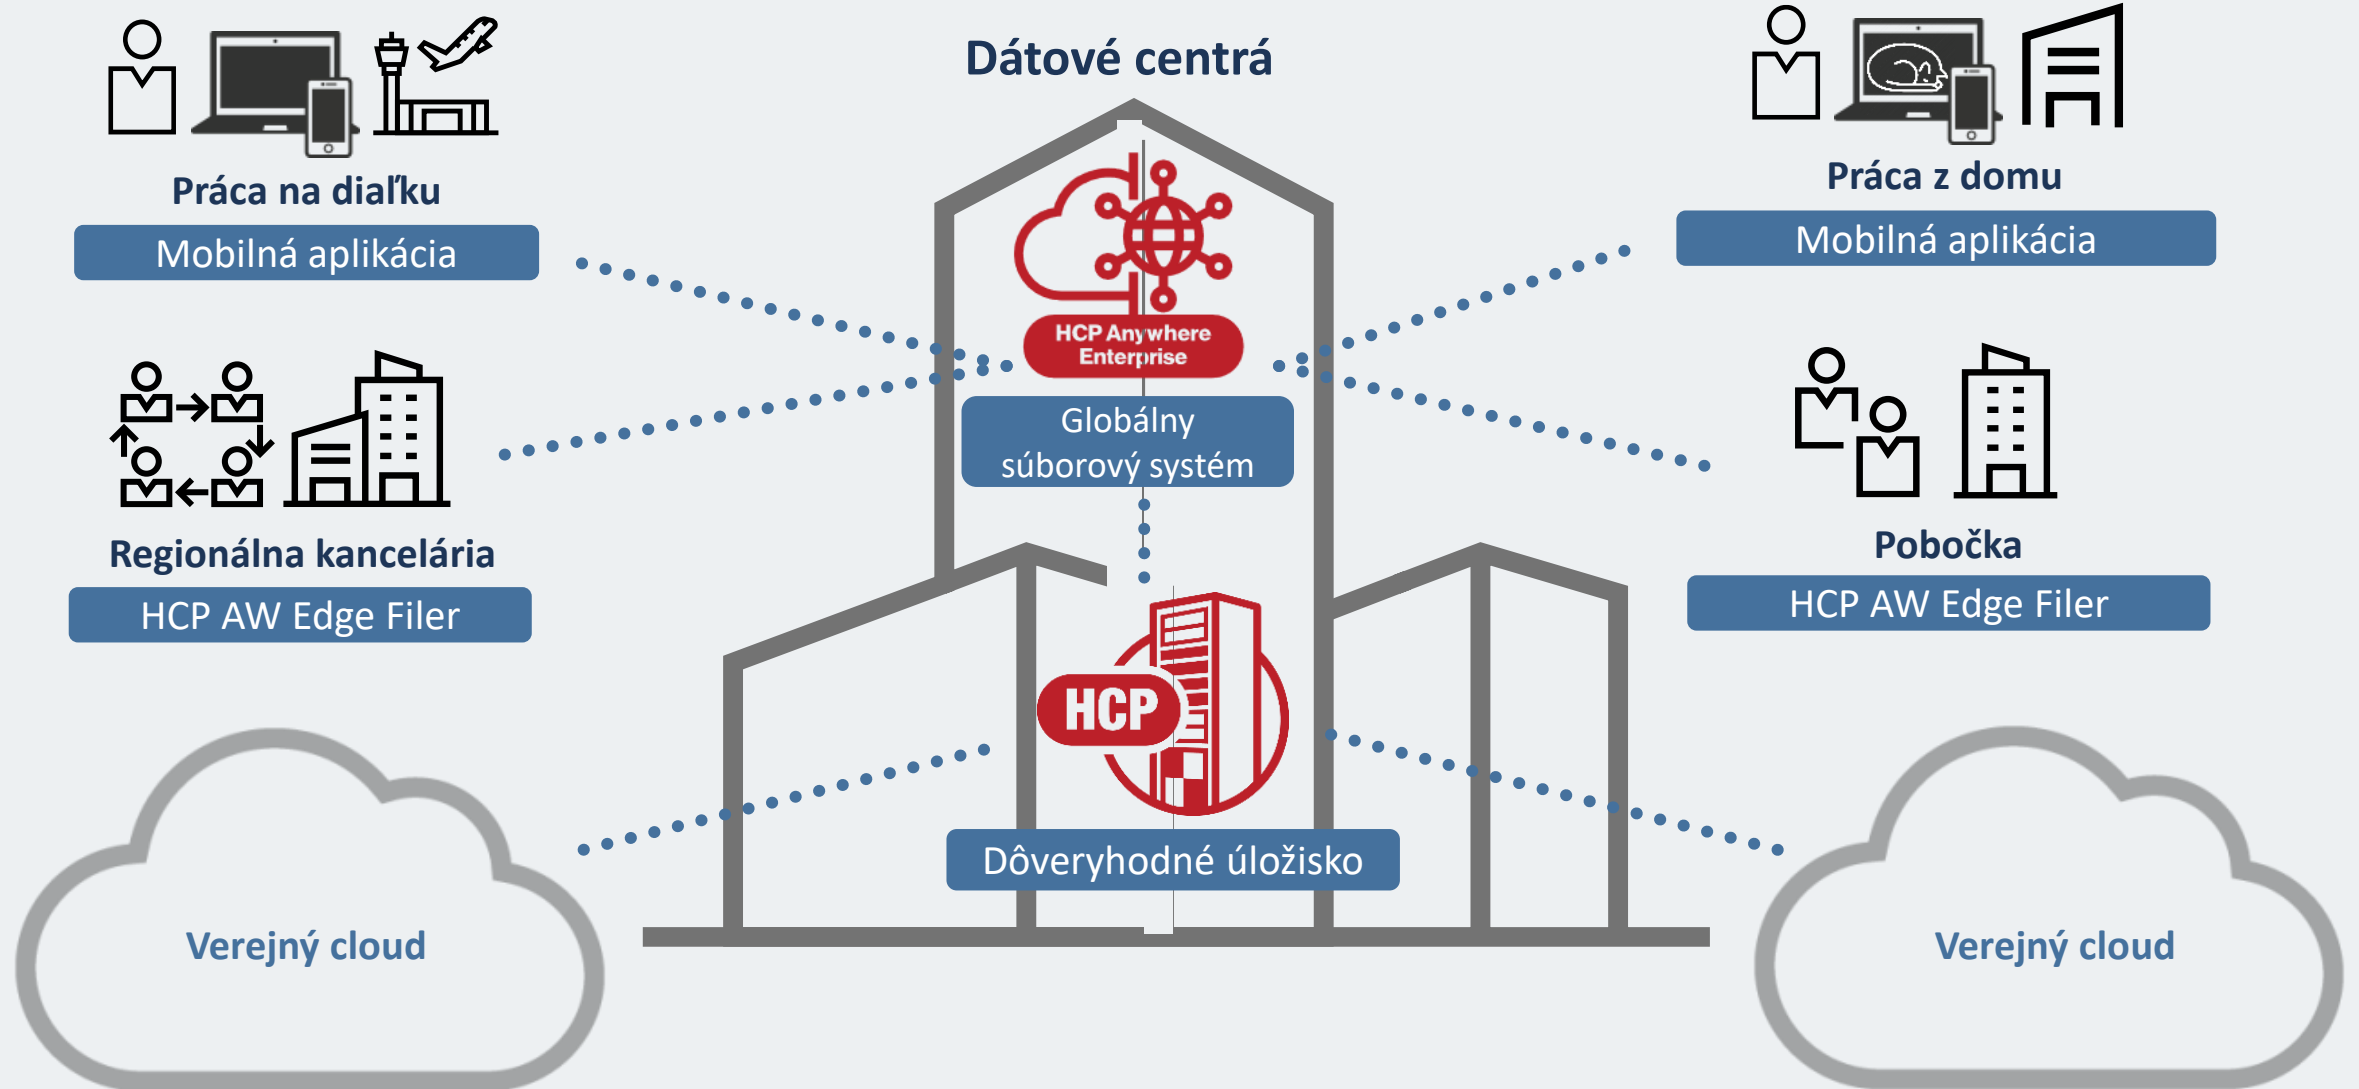 Dátové centrá
Práca na diaľku
Mobilná aplikácia
Práca z domu
Mobilná aplikácia
HCP Anywhere
Enterprise
Globálny
súborový systém
Regionálna kancelária
HCP AW Edge Filer
Pobočka
HCP AW Edge Filer
HCP
Dôveryhodné úložisko
Verejný cloud
Verejný cloud